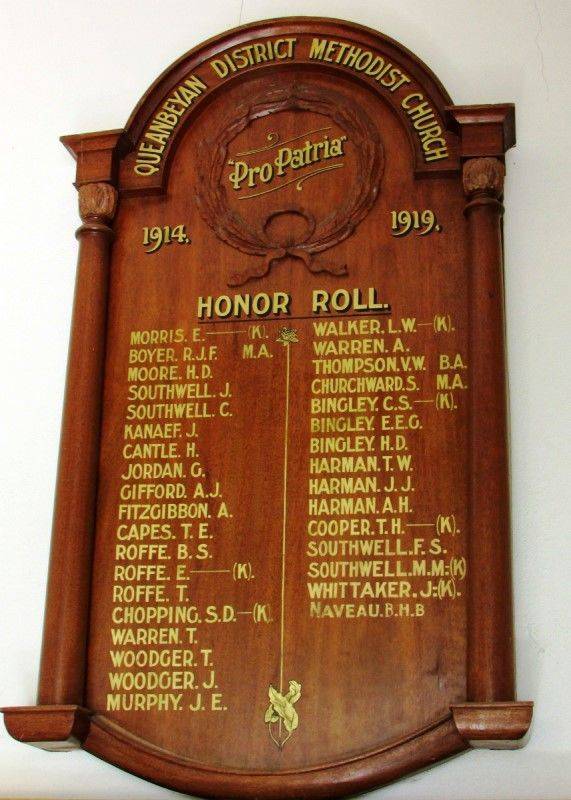 QUEANBEYAN DISTRICT METHODIST CHURCH
"Pro Patria"
1914. 1919.
HONOR ROLL.
MORRIS. E. — (K).
BOYER. R.J.F. M.A.
MOORE. H.D.
SOUTHWELL. J.
SOUTHWELL. C.
KANAEF. J.
CANTLE. H.
JORDAN. G.
GIFFORD. A.J.
FITZGIBBON. A.
CAPES. T. E.
ROFFE. B. S.
ROFFE. E. — (K).
ROFFE. T.
CHOPPING. S.D. — (K).
WARREN. T.
WOODGER. T.
WOODGER. J.
MURPHY. J. E.
WALKER. L.W. — (K).
WARREN. A.
THOMPSON. V.W. B.A.
CHURCHWARD. S. M.A.
BINGLEY. C.S. — (K).
BINGLEY. E.E.G.
BINGLEY. H.D.
HARMAN. T. W.
HARMAN. J. J.
HARMAN. A.H.
COOPER. T.H. — (K).
SOUTHWELL. F. S.
SOUTHWELL. M.M.-(K)
WHITTAKER. J.-(K).
NAVEAU. B.H.B